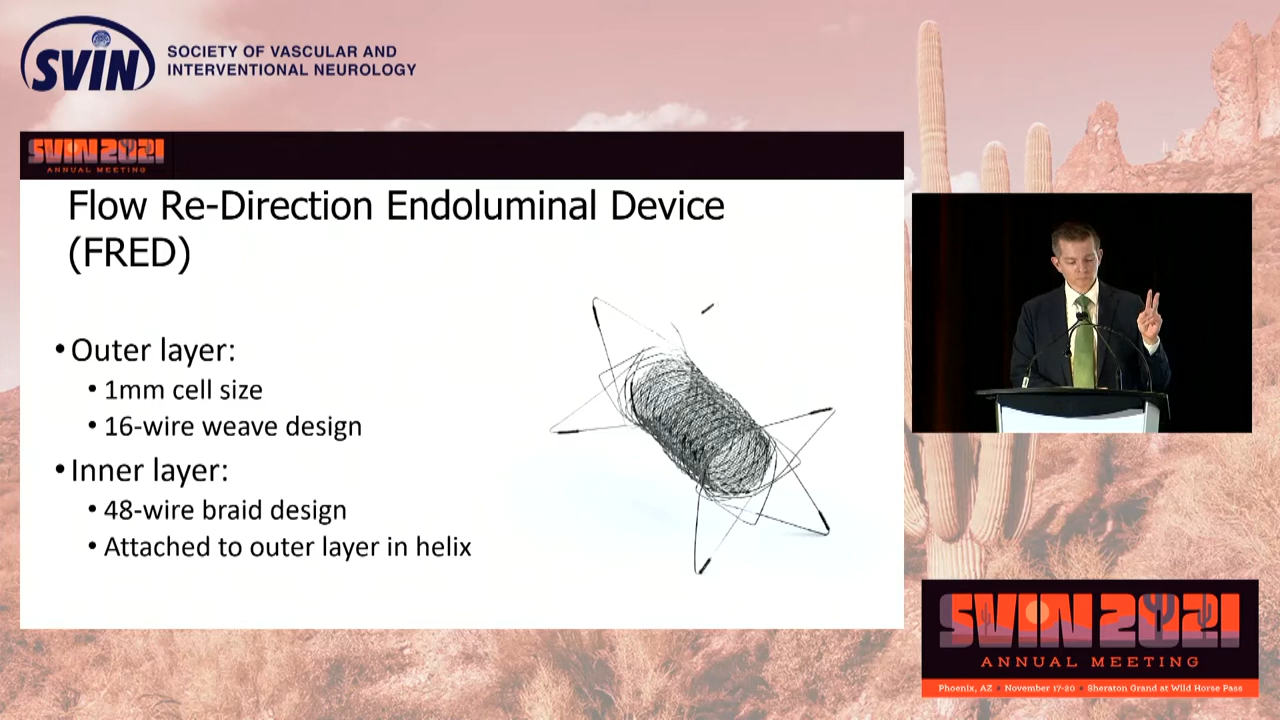 SVIN
SOCIETY OF VASCULAR AND
INTERVENTIONAL NEUROLOGY
SVIN 2021
ANNUAL MEETING
Flow Re-Direction Endoluminal Device
(FRED)
• Outer layer:
• 1mm cell size
• 16-wire weave design
• Inner layer:
• 48-wire braid design
• Attached to outer layer in helix
SVIN 2021
ANNUAL MEETING
Phoenix, AZ • November 17-20 • Sheraton Grand at Wild Horse Pass